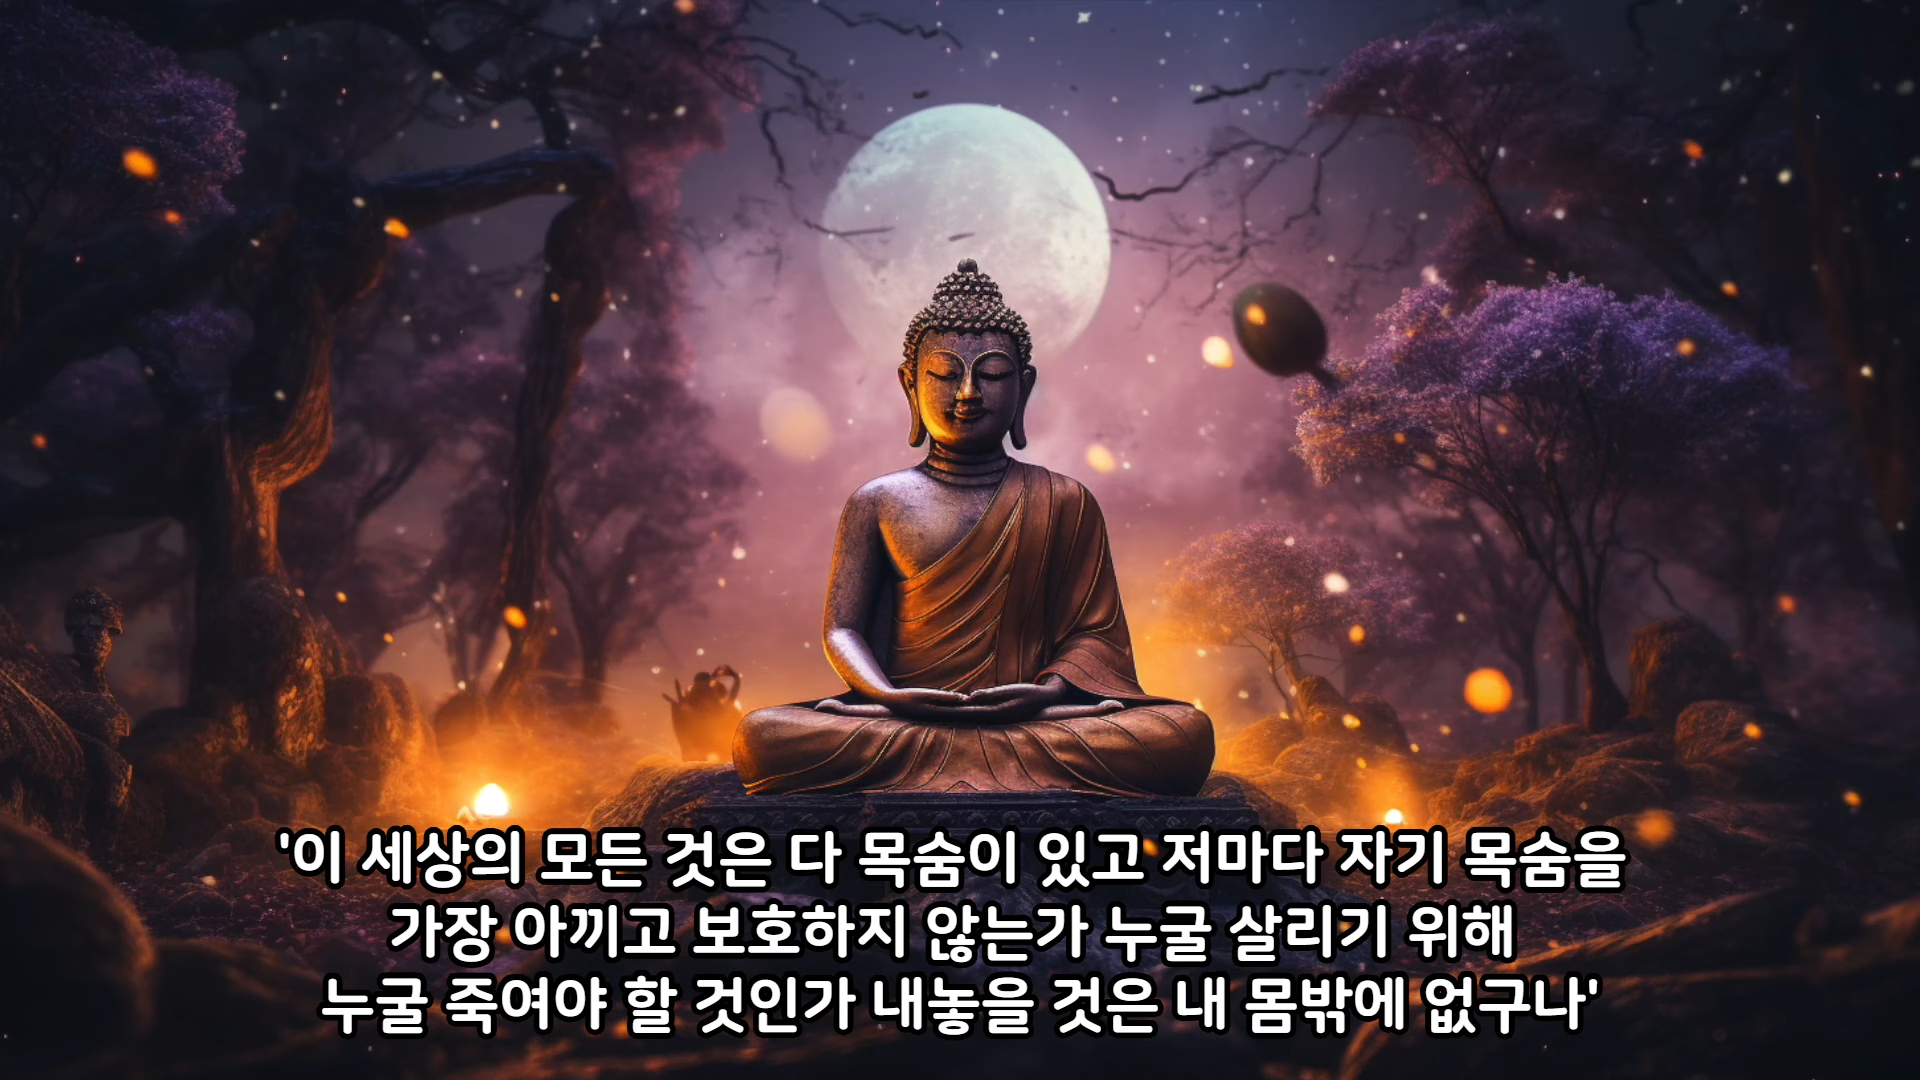 '이 세상의 모든 것은 다 목숨이 있고 저마다 자기 목숨을
가장 아끼고 보호하지 않는가 누굴 살리기 위해
누굴 죽여야 할 것인가 내놓을 것은 내 몸밖에 없구나'